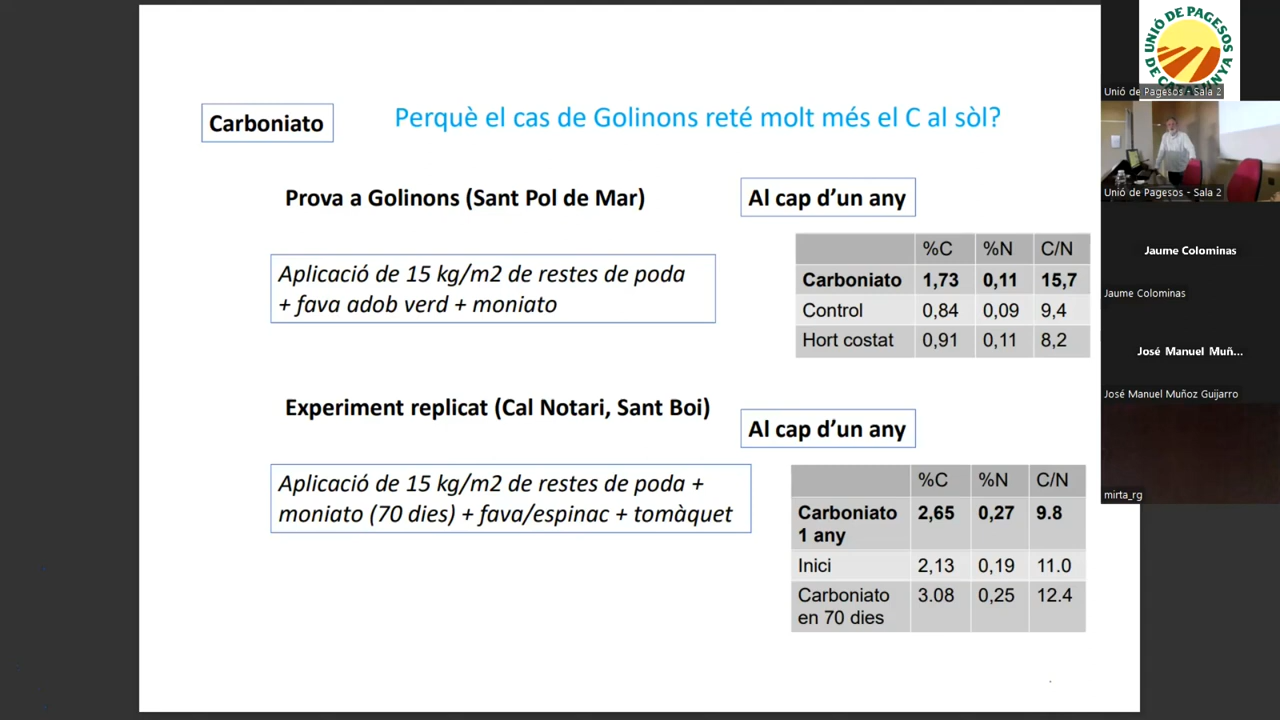 Carboniato
Perquè el cas de Golinons reté molt més el C al sòl?
Prova a Golinons (Sant Pol de Mar)
Al cap d'un any
Aplicació de 15 kg/m2 de restes de poda
+ fava adob verd + moniato
%C %N C/N
Carboniato 1,73 0,11 15,7
Control 0,84 0,09 9,4
Hort costat 0,91 0,11 8,2
Experiment replicat (Cal Notari, Sant Boi)
Al cap d'un any
Aplicació de 15 kg/m2 de restes de poda +
moniato (70 dies) + fava/espinac + tomàquet
%C %N C/N
Carboniato 2,65 0,27 9.8
1 any
Inici 2,13 0,19 11.0
Carboniato 3.08 0,25 12.4
en 70 dies
UNIÓ DE PAGESOS
DE CATALUNYA
Unió de Pagesos - Sala 2
Unió de Pagesos - Sala 2
Jaume Colominas
Jaume Colominas
José Manuel Muñ...
José Manuel Muñoz Guijarro
mirta_rg